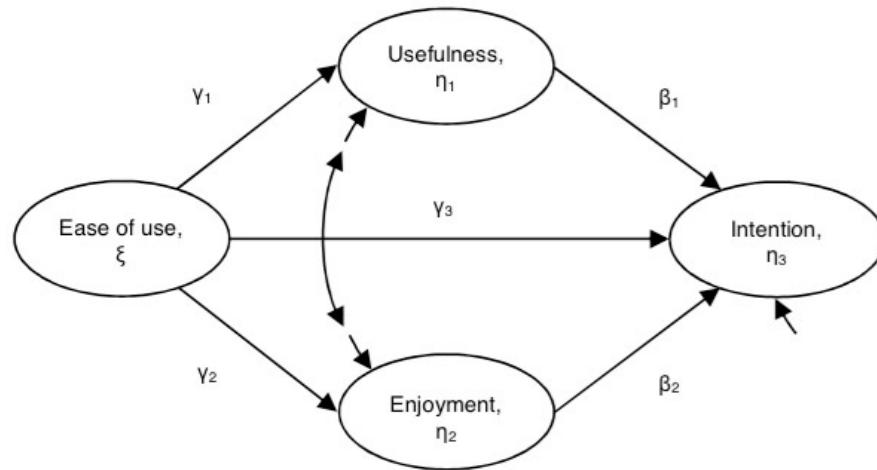 Usefulness,
η₁
γ₁
β₁
Ease of use,
ξ
γ₃
Intention,
η₃
γ₂
β₂
Enjoyment,
η₂